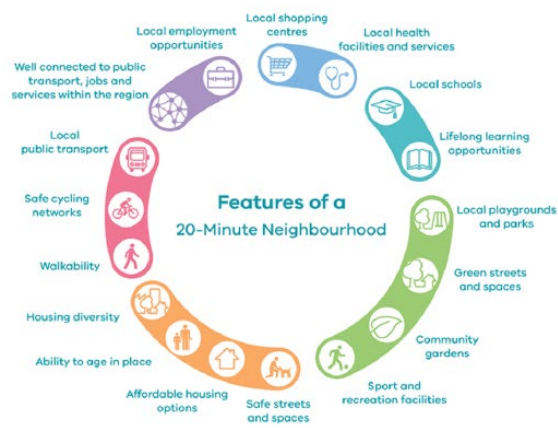 Features of a
20-Minute Neighbourhood
Local shopping
centres
Local health
facilities and services
Local schools
Lifelong learning
opportunities
Local playgrounds
and parks
Green streets
and spaces
Community
gardens
Sport and
recreation facilities
Safe streets
and spaces
Affordable housing
options
Ability to age in place
Housing diversity
Walkability
Safe cycling
networks
Local
public transport
Well connected to public
transport, jobs and
services within the region
Local employment
opportunities